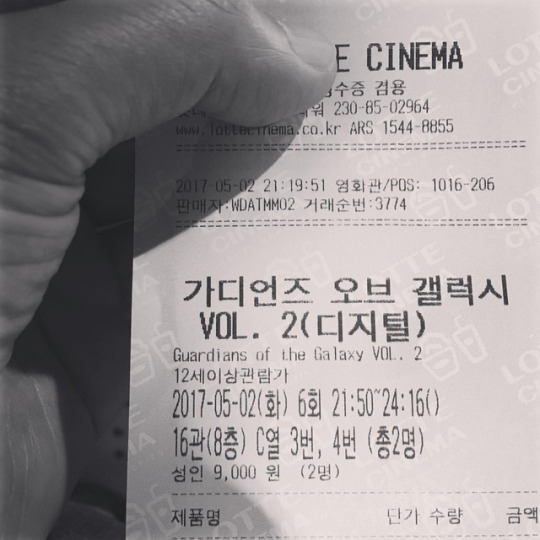 E CINEMA
수증 겸용
230-85-02964
www.lottecinema.co.kr ARS 1544-8855
2017-05-02 21:19:51 영화관/POS: 1016-206
판매자:WDATMM02 거래순번:3774
가디언즈 오브 갤럭시
VOL. 2(디지털)
Guardians of the Galaxy VOL. 2
12세이상관람가
2017-05-02(화) 6회 21:50~24:16()
16관(8층) C열 3번, 4번 (총2명)
성인 9,000 원 (2명)
제품명 단가 수량 금액